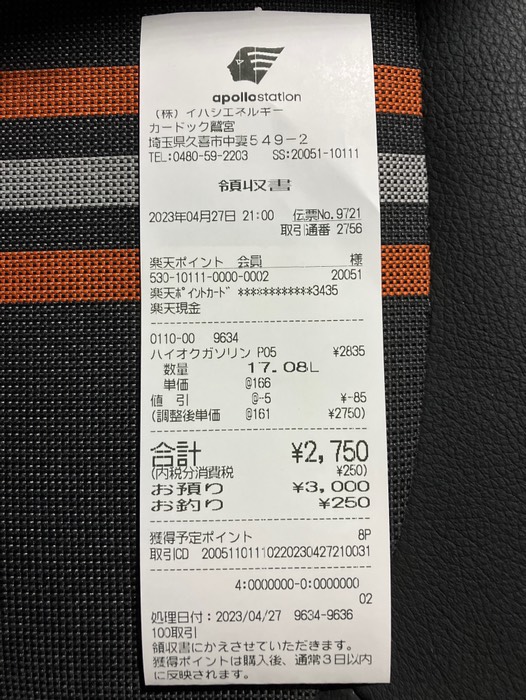 apollostation
(株)イハシエネルギー
カードック鷲宮
埼玉県久喜市中妻549-2
TEL:0480-59-2203 SS:20051-10111
領収書
2023年04月27日 21:00 伝票No.9721
取引通番 2756
楽天ポイント 会員 様
530-10111-0000-0002 20051
楽天ポイントカード ************3435
楽天現金
0110-00 9634
ハイオクガソリン P05 ¥2835
数量 17.08L
単価 @166
値 引 @-5 ¥-85
(調整後単価 @161 ¥2750)
合計 ¥2,750
(内税分消費税 ¥250)
お預り ¥3,000
お釣り ¥250
獲得予定ポイント 8P
取引CD 20051101110220230427210031
4:0000000-0:0000000
02
処理日付:2023/04/27 9634-9636
100取引
領収書にかえさせていただきます。
獲得ポイントは購入後、通常3日以内
に反映されます。